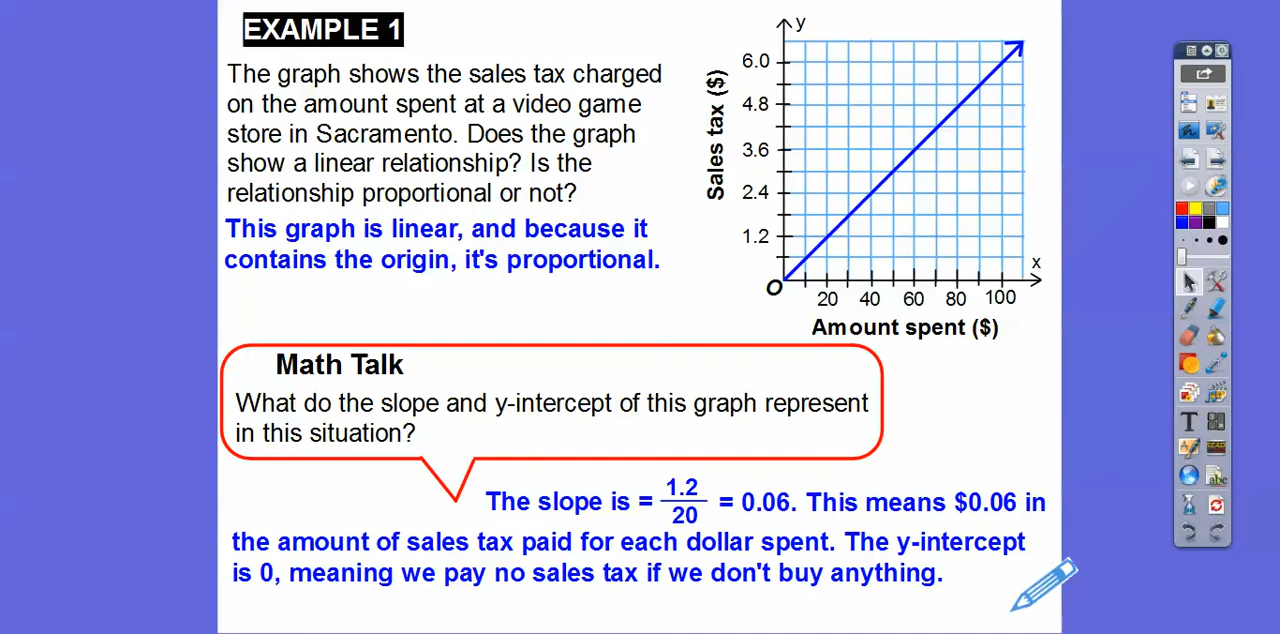 EXAMPLE 1
The graph shows the sales tax charged
on the amount spent at a video game
store in Sacramento. Does the graph
show a linear relationship? Is the
relationship proportional or not?
This graph is linear, and because it
contains the origin, it's proportional.
y
Sales tax ($)
6.0
4.8
3.6
2.4
1.2
O
20 40 60 80 100
x
Amount spent ($)
Math Talk
What do the slope and y-intercept of this graph represent
in this situation?
The slope is = 1.2/20 = 0.06. This means $0.06 in
the amount of sales tax paid for each dollar spent. The y-intercept
is 0, meaning we pay no sales tax if we don't buy anything.
T
abc